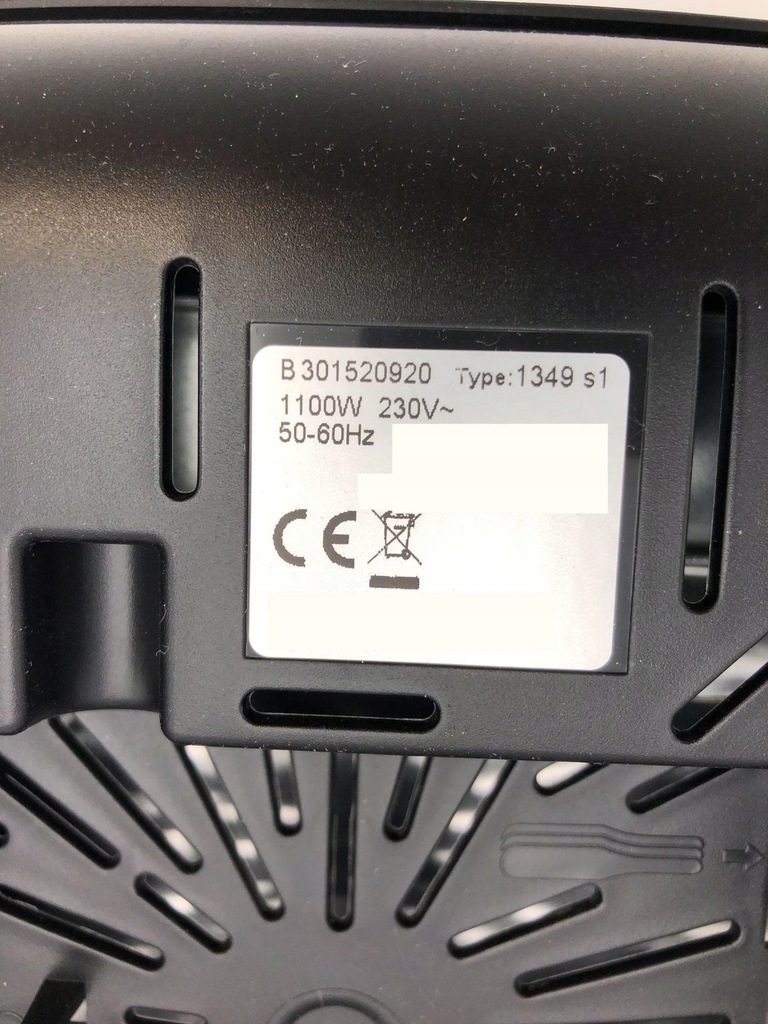 B 301520920 Type:1349 s1
1100W 230V~
50-60Hz
CE